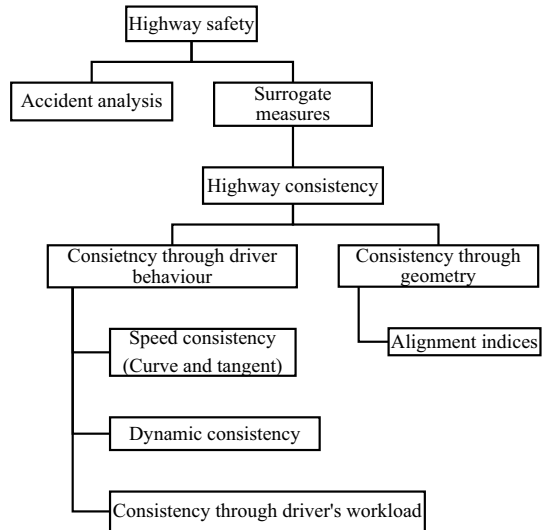 Highway safety
Accident analysis
Surrogate
measures
Highway consistency
Consietncy through driver
behaviour
Consistency through
geometry
Speed consistency
(Curve and tangent)
Alignment indices
Dynamic consistency
Consistency through driver's workload